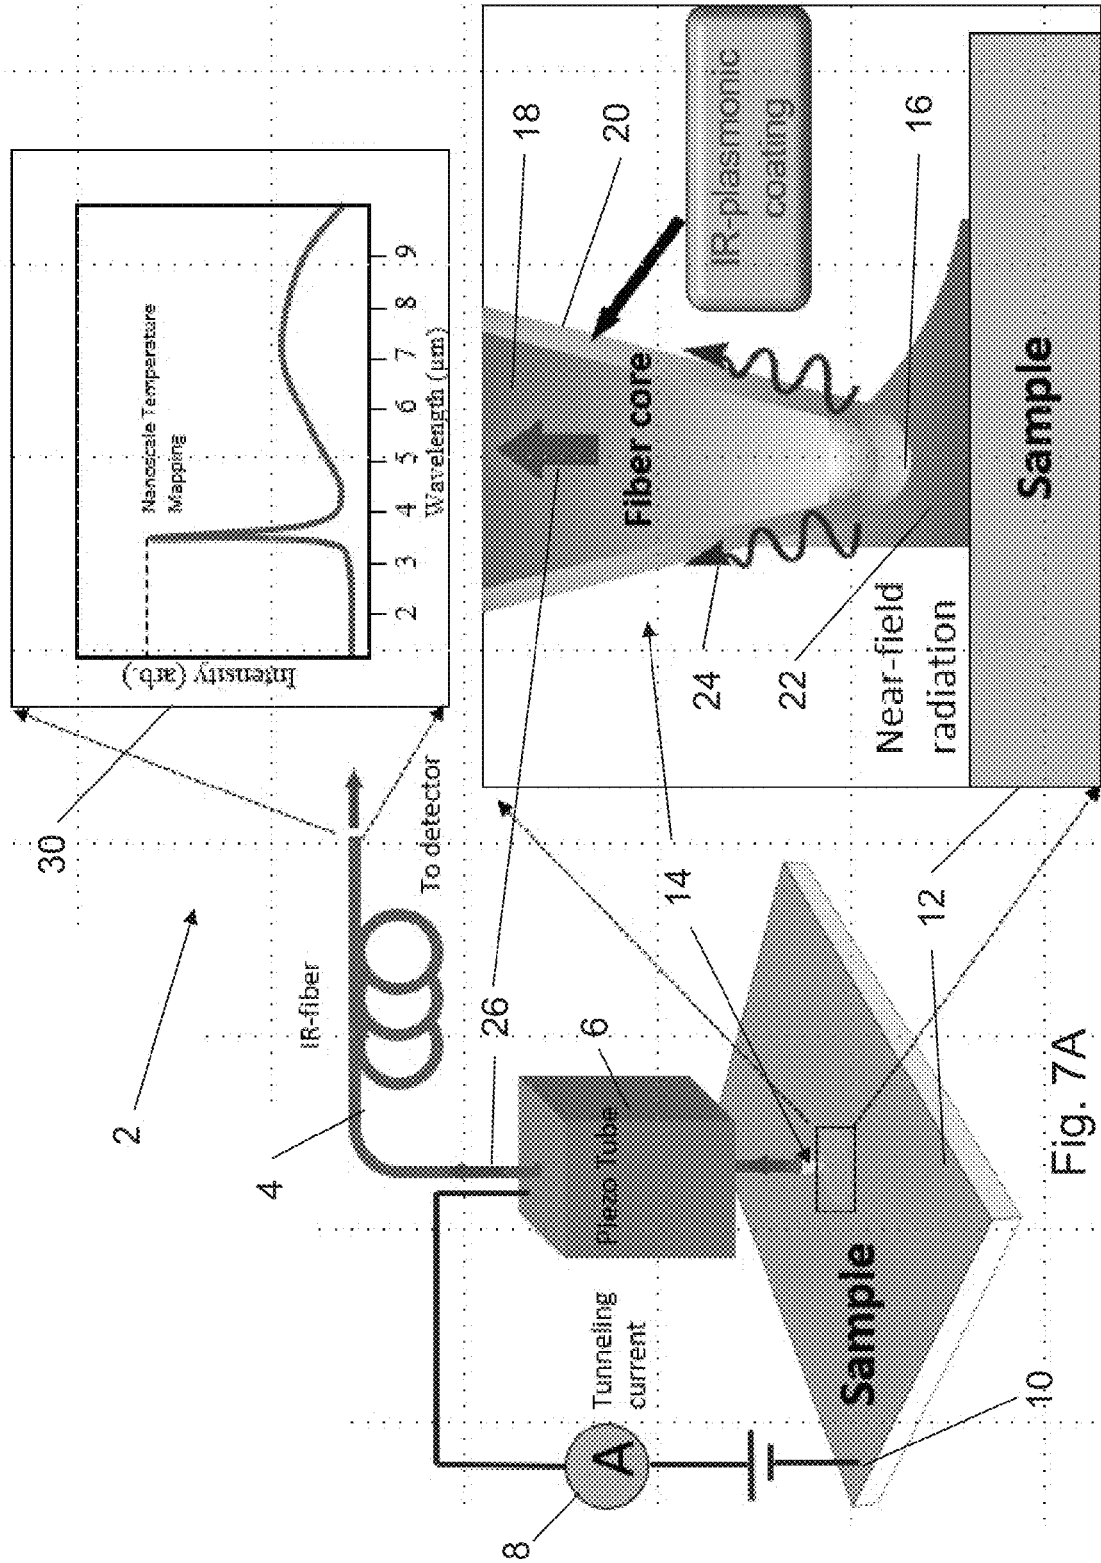 30
Intensity (arb.)
Nanoscale Temperature
Mapping
2 3 4 5 6 7 8 9
Wavelength (um)
2
IR-fiber
To detector
4
26
6
Piezo Tube
Tunneling
current
A
8
14
Sample
12
10
18
20
Fiber core
IR-plasmonic
coating
24
22
16
Near-field
radiation
Sample
Fig. 7A